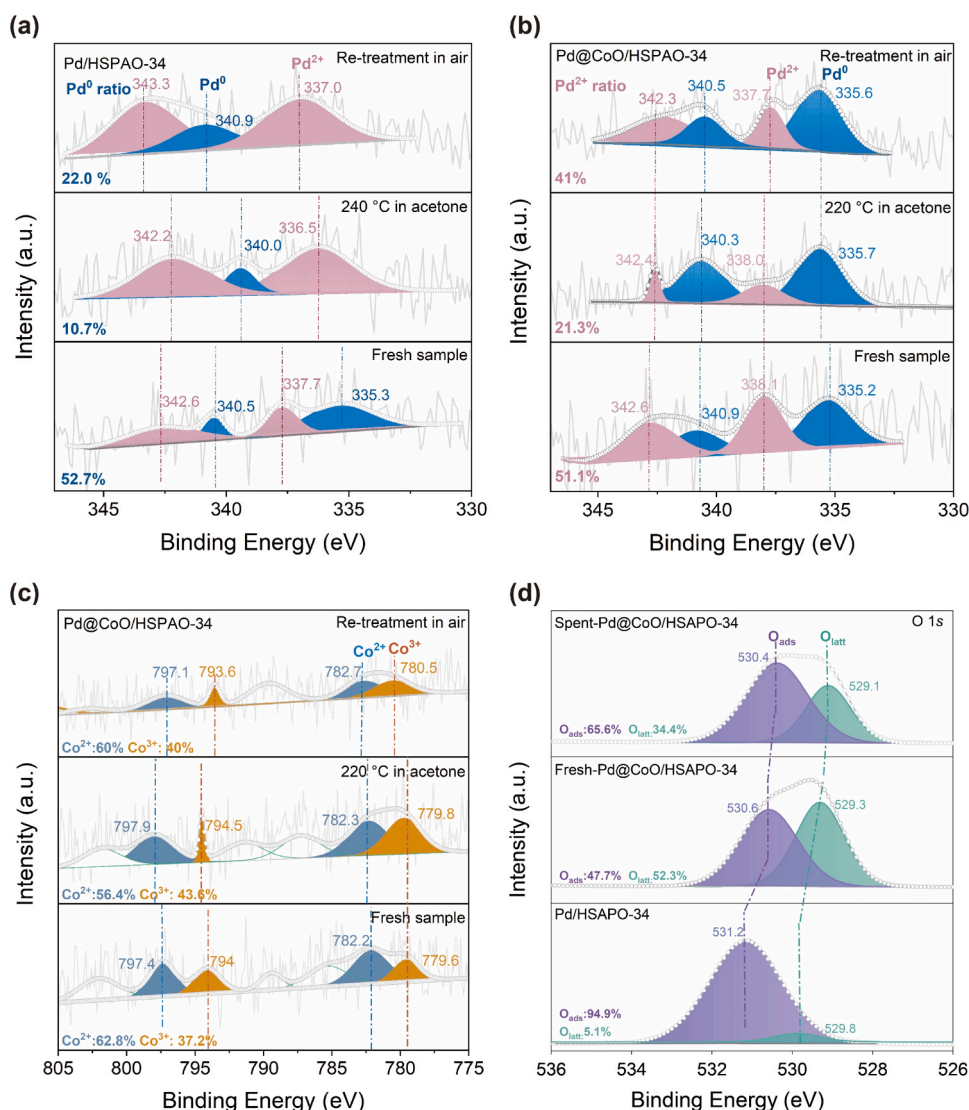 (a)
Pd/HSPAO-34
Re-treatment in air
Pd⁰ ratio
343.3
Pd⁰
340.9
Pd²⁺
337.0
22.0 %
240 °C in acetone
342.2
340.0
336.5
10.7%
Fresh sample
342.6
340.5
337.7
335.3
52.7%
345
340
335
330
Binding Energy (eV)
Intensity (a.u.)
(b)
Pd@CoO/HSPAO-34
Re-treatment in air
Pd²⁺ ratio
342.3
340.5
Pd²⁺
337.7
Pd⁰
335.6
41%
220 °C in acetone
342.4
340.3
338.0
335.7
21.3%
Fresh sample
342.6
340.9
338.1
335.2
51.1%
345
340
335
330
Binding Energy (eV)
Intensity (a.u.)
(c)
Pd@CoO/HSPAO-34
Re-treatment in air
797.1
793.6
Co²⁺
782.7
Co³⁺
780.5
Co²⁺:60% Co³⁺: 40%
220 °C in acetone
797.9
794.5
782.3
779.8
Co²⁺:56.4% Co³⁺: 43.6%
Fresh sample
797.4
794
782.2
779.6
Co²⁺:62.8% Co³⁺: 37.2%
805
800
795
790
785
780
775
Binding Energy (eV)
Intensity (a.u.)
(d)
Spent-Pd@CoO/HSAPO-34
O 1s
O_ads
O_latt
530.4
529.1
O_ads:65.6% O_latt:34.4%
Fresh-Pd@CoO/HSAPO-34
530.6
529.3
O_ads:47.7% O_latt:52.3%
Pd/HSAPO-34
531.2
O_ads:94.9%
O_latt:5.1%
529.8
536
534
532
530
528
526
Binding Energy (eV)
Intensity (a.u.)